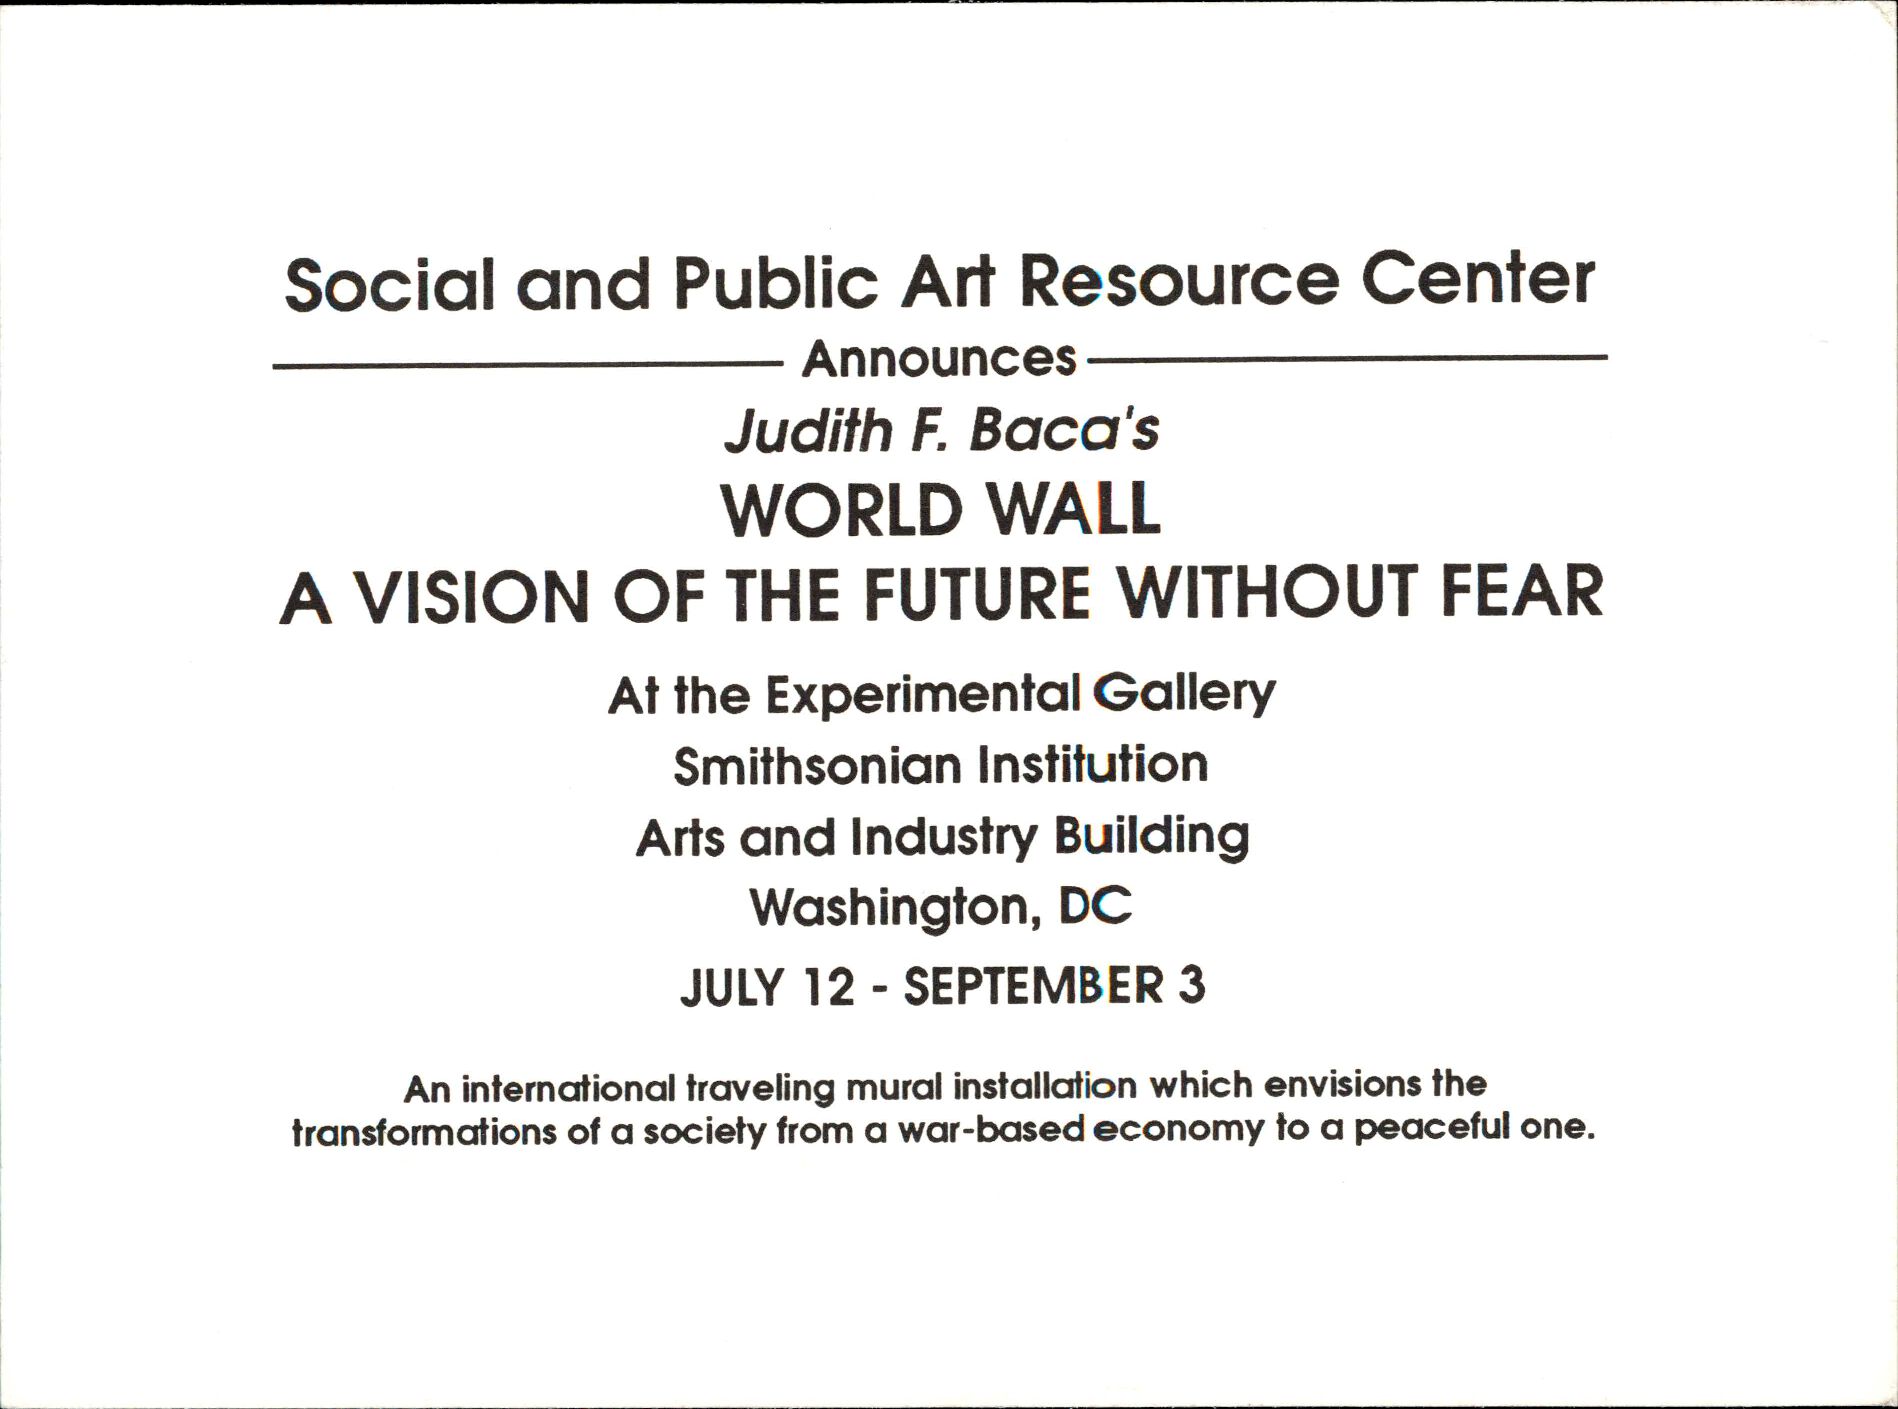 Social and Public Art Resource Center
Announces
Judith F. Baca's
WORLD WALL
A VISION OF THE FUTURE WITHOUT FEAR
At the Experimental Gallery
Smithsonian Institution
Arts and Industry Building
Washington, DC
JULY 12 - SEPTEMBER 3
An international traveling mural installation which envisions the
transformations of a society from a war-based economy to a peaceful one.